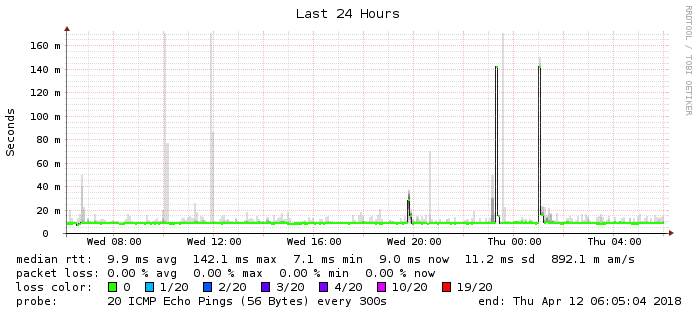 Last 24 Hours
RRDTOOL / TOBI OETIKER
Seconds
160 m
140 m
120 m
100 m
80 m
60 m
40 m
20 m
0
Wed 08:00 Wed 12:00 Wed 16:00 Wed 20:00 Thu 00:00 Thu 04:00
median rtt: 9.9 ms avg 142.1 ms max 7.1 ms min 9.0 ms now 11.2 ms sd 892.1 m am/s
packet loss: 0.00 % avg 0.00 % max 0.00 % min 0.00 % now
loss color: 0 1/20 2/20 3/20 4/20 10/20 19/20
probe: 20 ICMP Echo Pings (56 Bytes) every 300s end: Thu Apr 12 06:05:04 2018